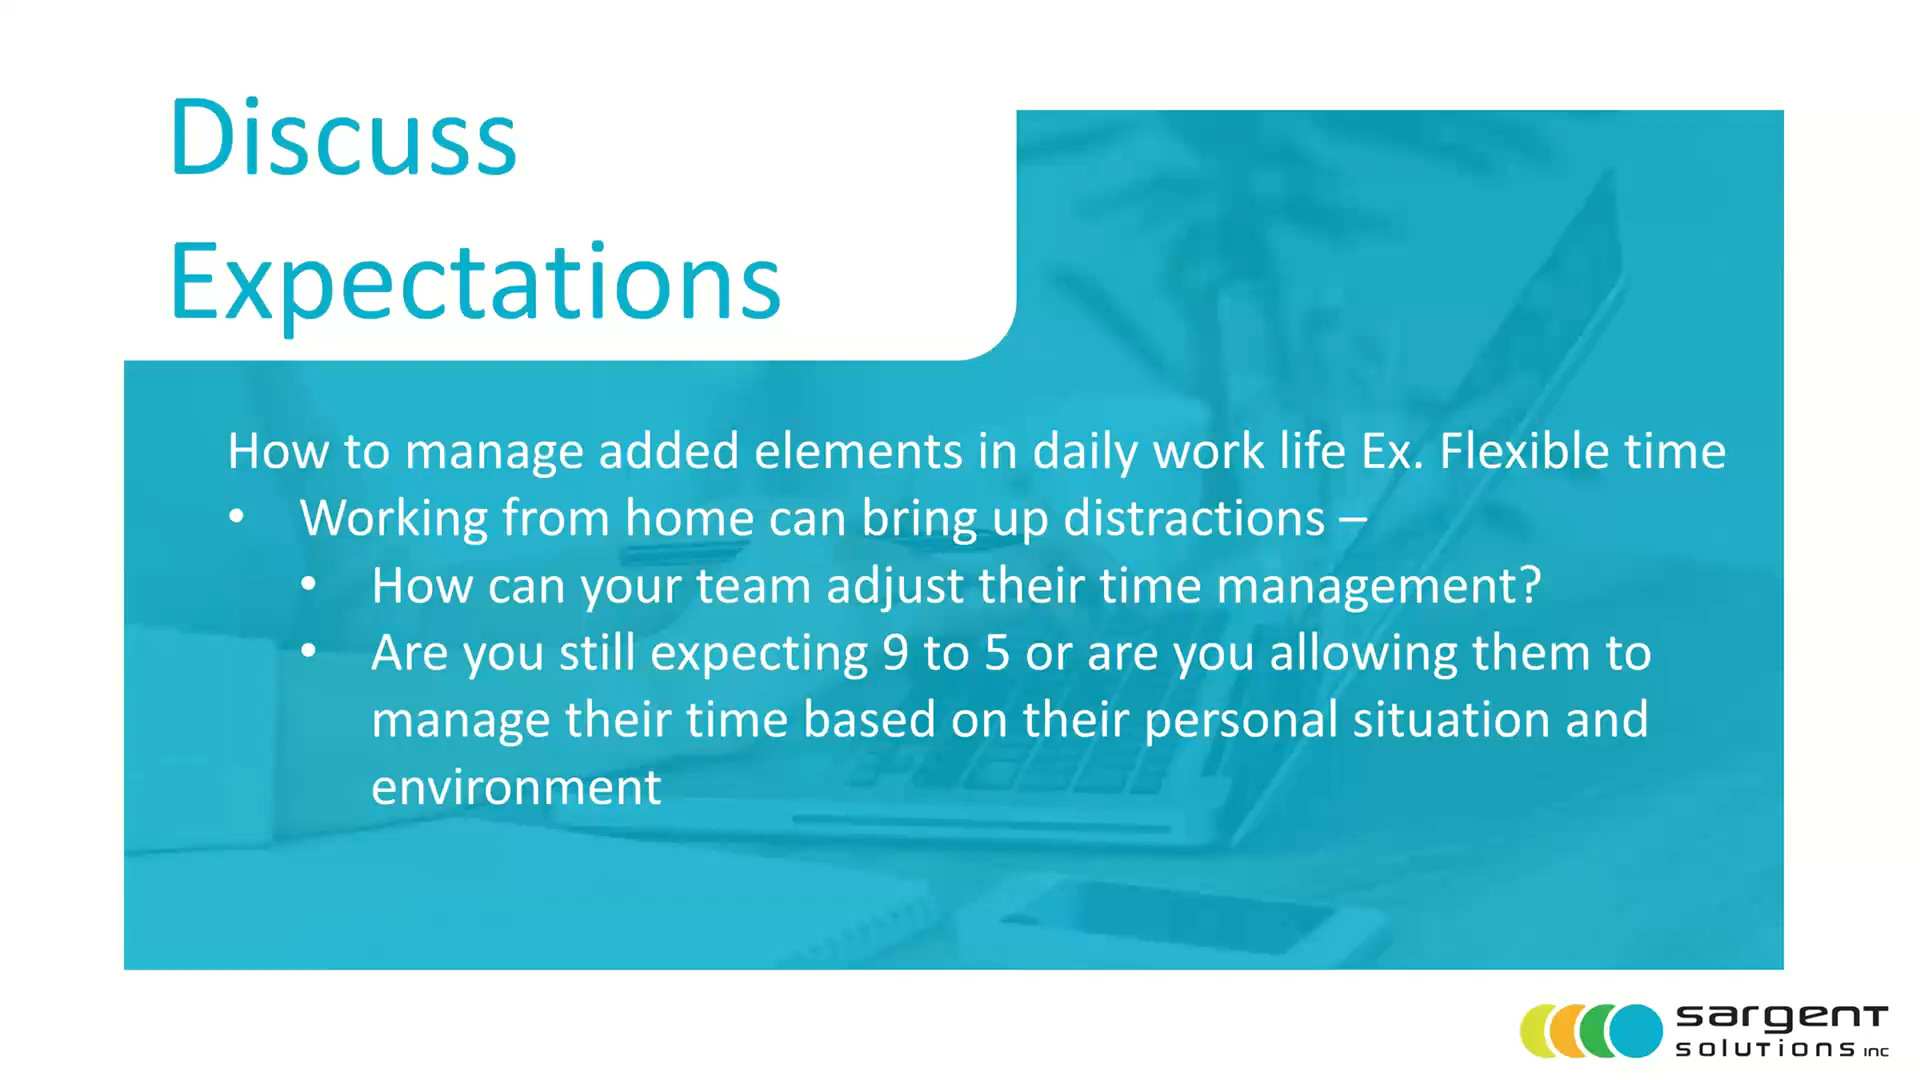 Discuss
Expectations
How to manage added elements in daily work life Ex. Flexible time
• Working from home can bring up distractions –
• How can your team adjust their time management?
• Are you still expecting 9 to 5 or are you allowing them to
manage their time based on their personal situation and
environment
sargent
solutions inc